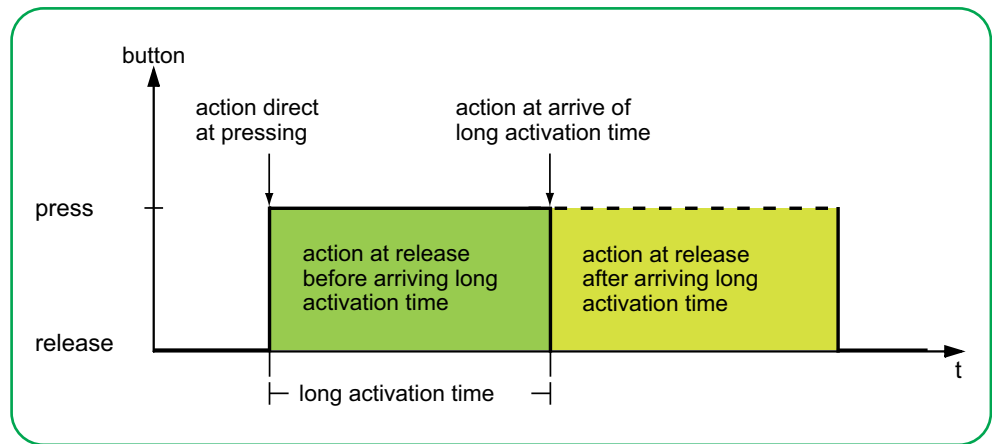 button
action direct
at pressing
action at arrive of
long activation time
press
action at release
before arriving long
activation time
action at release
after arriving long
activation time
release
t
long activation time